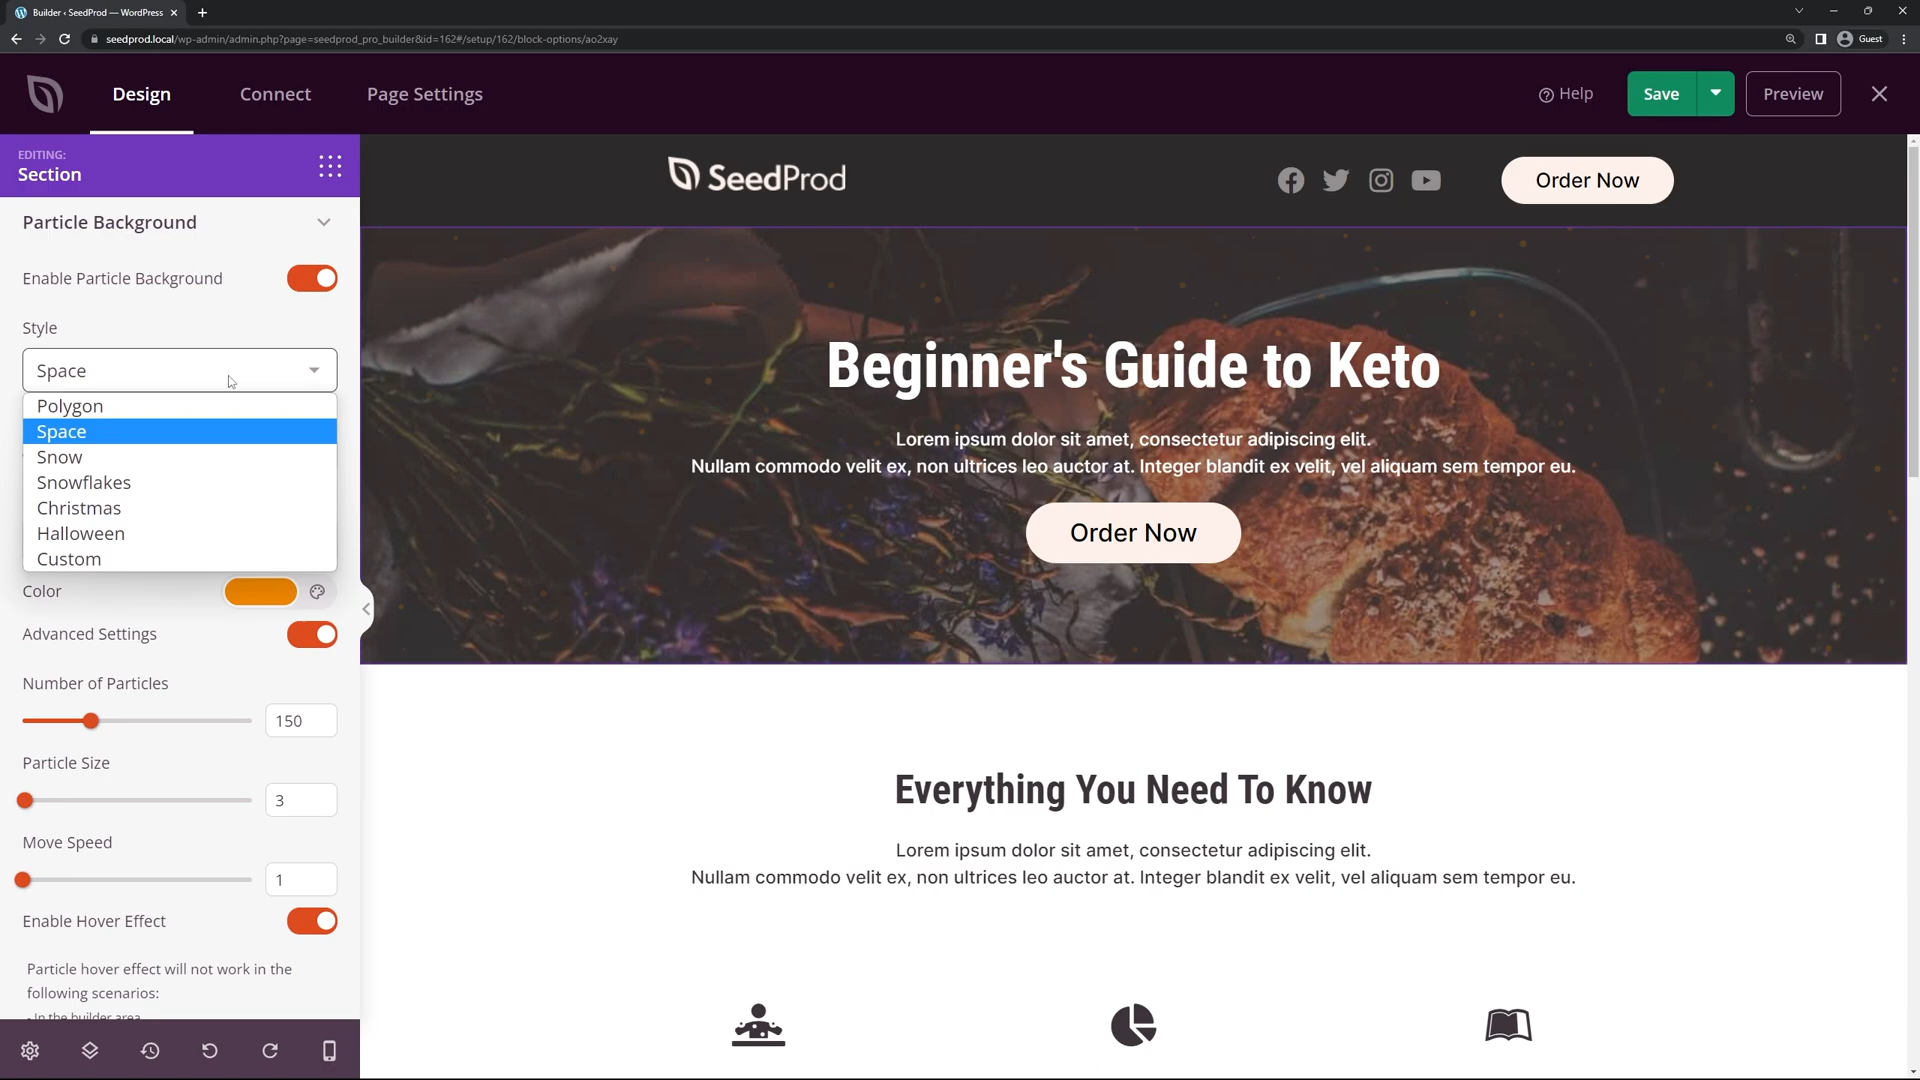 Builder ‹ SeedProd — WordPress
seedprod.local/wp-admin/admin.php?page=seedprod_pro_builder&id=162#/setup/162/block-options/ao2xay
Guest
Design
Connect
Page Settings
Help
Save
Preview
EDITING:
Section
Particle Background
Enable Particle Background
Style
Space
Polygon
Space
Snow
Snowflakes
Christmas
Halloween
Custom
Color
Advanced Settings
Number of Particles
150
Particle Size
3
Move Speed
1
Enable Hover Effect
Particle hover effect will not work in the
following scenarios:
- In the builder area
SeedProd
Order Now
Beginner's Guide to Keto
Lorem ipsum dolor sit amet, consectetur adipiscing elit.
Nullam commodo velit ex, non ultrices leo auctor at. Integer blandit ex velit, vel aliquam sem tempor eu.
Order Now
Everything You Need To Know
Lorem ipsum dolor sit amet, consectetur adipiscing elit.
Nullam commodo velit ex, non ultrices leo auctor at. Integer blandit ex velit, vel aliquam sem tempor eu.